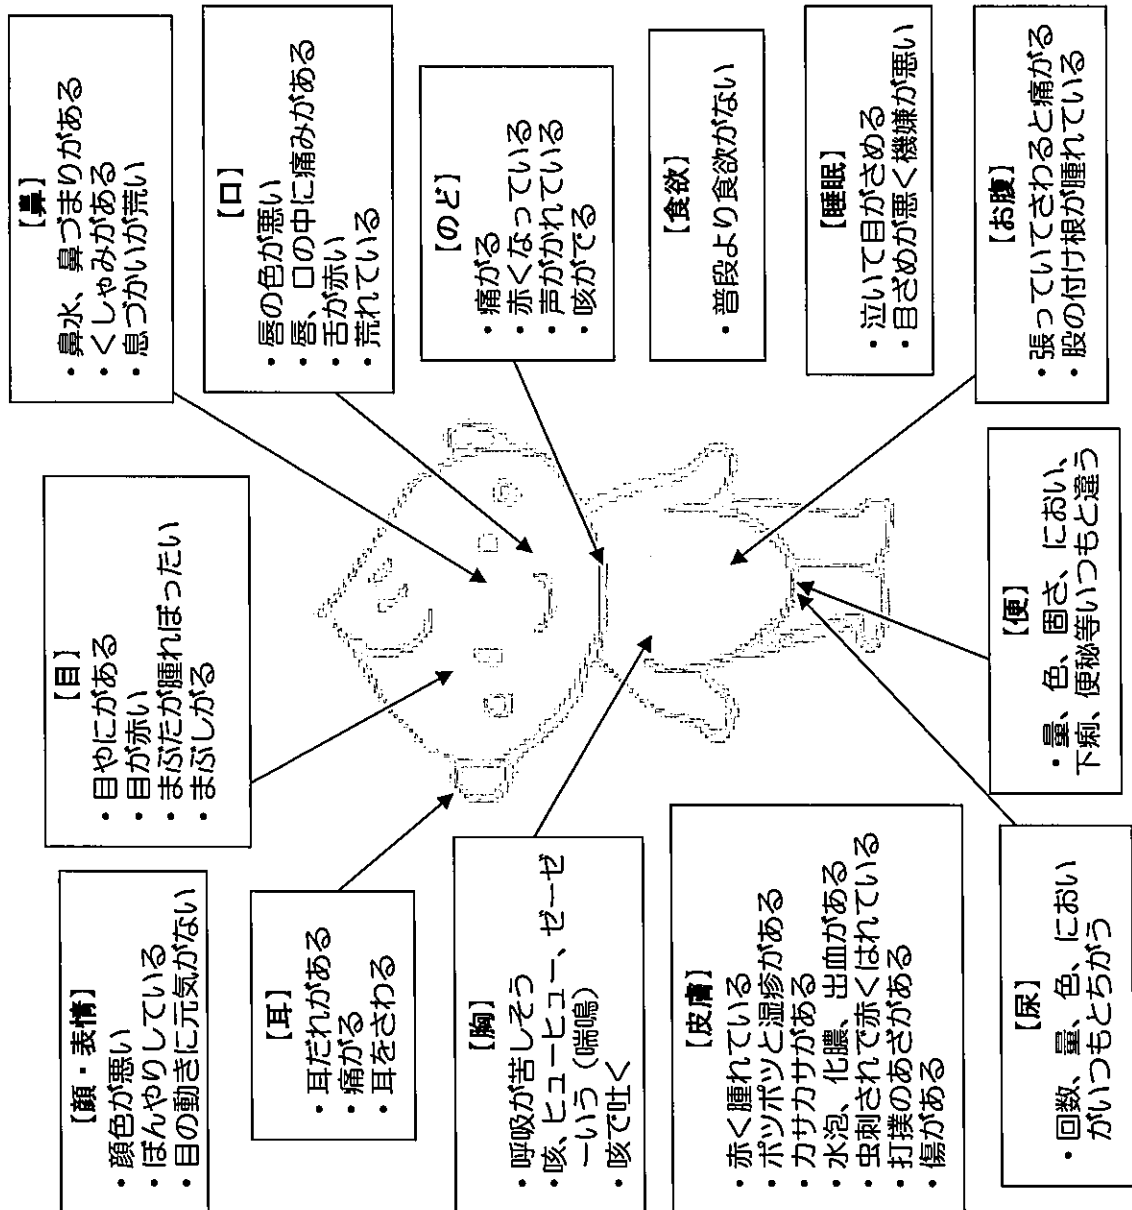 【顔・表情】
・顔色が悪い
・ぼんやりしている
・目の動きに元気がない
【目】
・目やにがある
・目が赤い
・まぶたが腫れぼったい
・まぶしがる
【鼻】
・鼻水、鼻づまりがある
・くしゃみがある
・息づかいが荒い
【耳】
・耳だれがある
・痛がる
・耳をさわる
【口】
・唇の色が悪い
・唇、口の中に痛みがある
・舌が赤い
・荒れている
【胸】
・呼吸が苦しそう
・咳、ヒューヒュー、ゼーゼ
ーいう（喘鳴）
・咳で吐く
【のど】
・痛がる
・赤くなっている
・声がかれている
・咳がでる
【皮膚】
・赤く腫れている
・ポツポツと湿疹がある
・カサカサがある
・水泡、化膿、出血がある
・虫刺されで赤くはれている
・打撲のあざがある
・傷がある
【食欲】
・普段より食欲がない
【睡眠】
・泣いて目がさめる
・目ざめが悪く機嫌が悪い
【尿】
・回数、量、色、におい
がいつもとちがう
【便】
・量、色、固さ、におい、
下痢、便秘等いつもと違う
【お腹】
・張っていてさわると痛がる
・股の付け根が腫れている